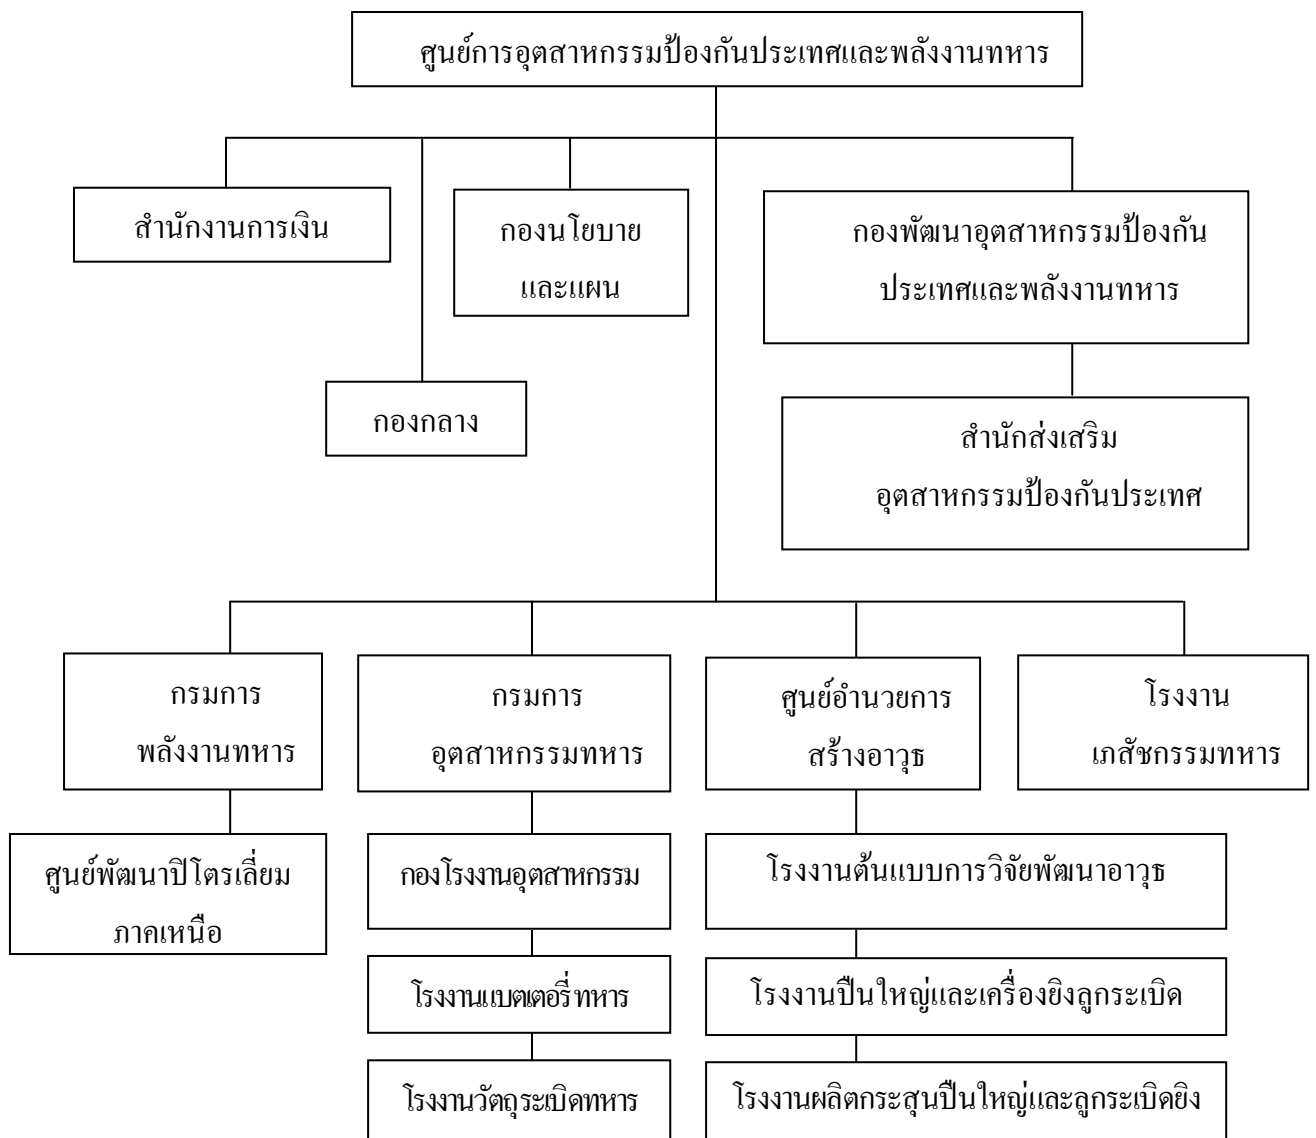 ศูนย์การอุตสาหกรรมป้องกันประเทศและพลังงานทหาร
สำนักงานการเงิน
กองนโยบาย
และแผน
กองพัฒนาอุตสาหกรรมป้องกัน
ประเทศและพลังงานทหาร
กองกลาง
สำนักส่งเสริม
อุตสาหกรรมป้องกันประเทศ
กรมการ
พลังงานทหาร
กรมการ
อุตสาหกรรมทหาร
ศูนย์อำนวยการ
สร้างอาวุธ
โรงงาน
เภสัชกรรมทหาร
ศูนย์พัฒนาปิโตรเลี่ยม
ภาคเหนือ
กองโรงงานอุตสาหกรรม
โรงงานต้นแบบการวิจัยพัฒนาอาวุธ
โรงงานแบตเตอรี่ทหาร
โรงงานปืนใหญ่และเครื่องยิงลูกระเบิด
โรงงานวัตถุระเบิดทหาร
โรงงานผลิตกระสุนปืนใหญ่และลูกระเบิดยิง